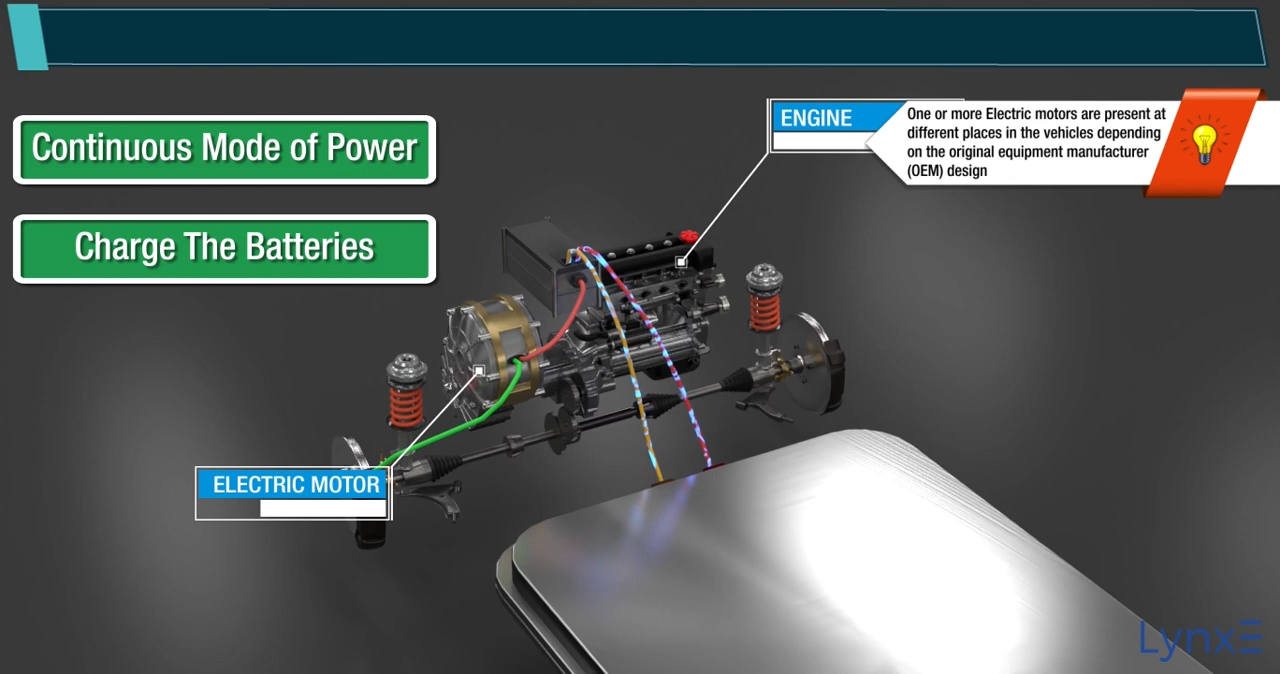 Continuous Mode of Power
Charge The Batteries
ENGINE
One or more Electric motors are present at
different places in the vehicles depending
on the original equipment manufacturer
(OEM) design
ELECTRIC MOTOR
LynxE